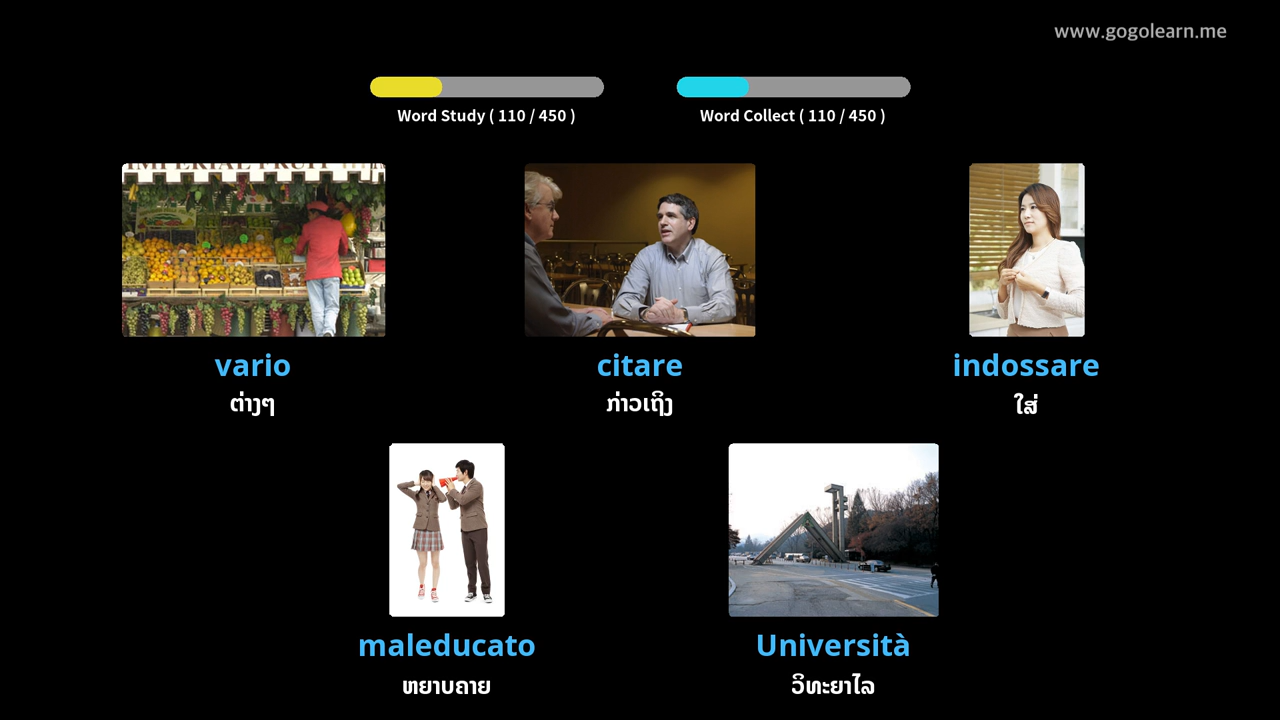 www.gogolearn.me
Word Study ( 110 / 450 )
Word Collect ( 110 / 450 )
IMPERIAL FRUIT
vario
citare
indossare
ຕ່າງໆ
ກ່າວເຖິງ
ໃສ່
maleducato
Università
ຫຍາບຄາຍ
ວິທະຍາໄລ